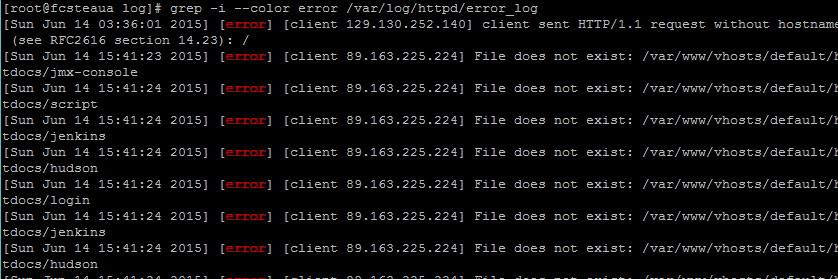 [root@fcsteaua log]# grep -i --color error /var/log/httpd/error_log
[Sun Jun 14 03:36:01 2015] [error] [client 129.130.252.140] client sent HTTP/1.1 request without hostname
(see RFC2616 section 14.23): /
[Sun Jun 14 15:41:23 2015] [error] [client 89.163.225.224] File does not exist: /var/www/vhosts/default/h
tdocs/jmx-console
[Sun Jun 14 15:41:24 2015] [error] [client 89.163.225.224] File does not exist: /var/www/vhosts/default/h
tdocs/script
[Sun Jun 14 15:41:24 2015] [error] [client 89.163.225.224] File does not exist: /var/www/vhosts/default/h
tdocs/jenkins
[Sun Jun 14 15:41:24 2015] [error] [client 89.163.225.224] File does not exist: /var/www/vhosts/default/h
tdocs/hudson
[Sun Jun 14 15:41:24 2015] [error] [client 89.163.225.224] File does not exist: /var/www/vhosts/default/h
tdocs/login
[Sun Jun 14 15:41:24 2015] [error] [client 89.163.225.224] File does not exist: /var/www/vhosts/default/h
tdocs/jenkins
[Sun Jun 14 15:41:24 2015] [error] [client 89.163.225.224] File does not exist: /var/www/vhosts/default/h
tdocs/hudson